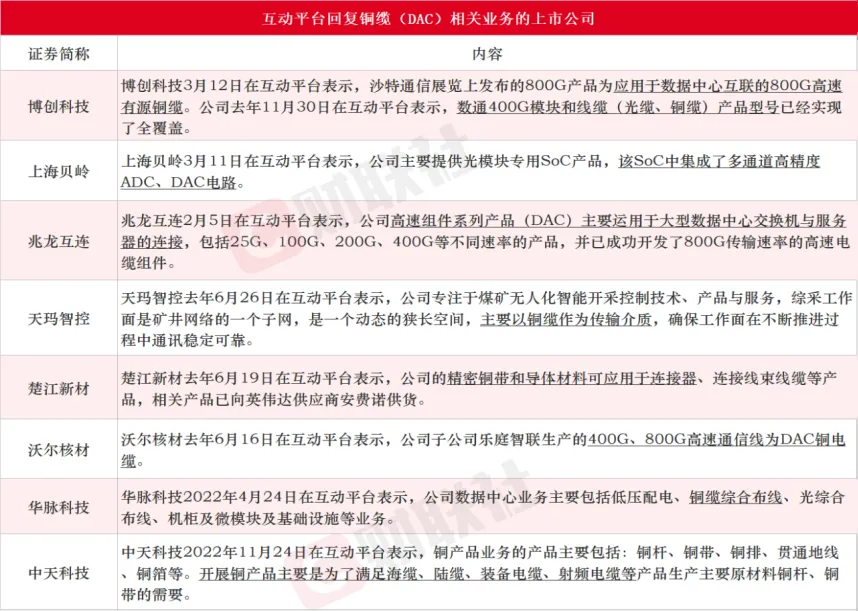 互动平台回复铜缆（DAC）相关业务的上市公司
证券简称
内容
博创科技
博创科技3月12日在互动平台表示，沙特通信展览上发布的800G产品为应用于数据中心互联的800G高速
有源铜缆。公司去年11月30日在互动平台表示，数通400G模块和线缆（光缆、铜缆）产品型号已经实现
了全覆盖。
上海贝岭
上海贝岭3月11日在互动平台表示，公司主要提供光模块专用SoC产品，该SoC中集成了多通道高精度
ADC、DAC电路。
兆龙互连
兆龙互连2月5日在互动平台表示，公司高速组件系列产品（DAC）主要运用于大型数据中心交换机与服务
器的连接，包括25G、100G、200G、400G等不同速率的产品，并已成功开发了800G传输速率的高速电
缆组件。
天玛智控
天玛智控去年6月26日在互动平台表示，公司专注于煤矿无人化智能开采控制技术、产品与服务，综采工作
面是矿井网络的一个子网，是一个动态的狭长空间，主要以铜缆作为传输介质，确保工作面在不断推进过
程中通讯稳定可靠。
楚江新材
楚江新材去年6月19日在互动平台表示，公司的精密铜带和导体材料可应用于连接器、连接线束线缆等产
品，相关产品已向英伟达供应商安费诺供货。
沃尔核材
沃尔核材去年6月16日在互动平台表示，公司子公司乐庭智联生产的400G、800G高速通信线为DAC铜电
缆。
华脉科技
华脉科技2022年4月24日在互动平台表示，公司数据中心业务主要包括低压配电、铜缆综合布线、光综合
布线、机柜及微模块及基础设施等业务。
中天科技
中天科技2022年11月24日在互动平台表示，铜产品业务的产品主要包括：铜杆、铜带、铜排、贯通地线
、铜箔等。开展铜产品主要是为了满足海缆、陆缆、装备电缆、射频电缆等产品生产主要原材料铜杆、铜
带的需要。
财联社
财联社